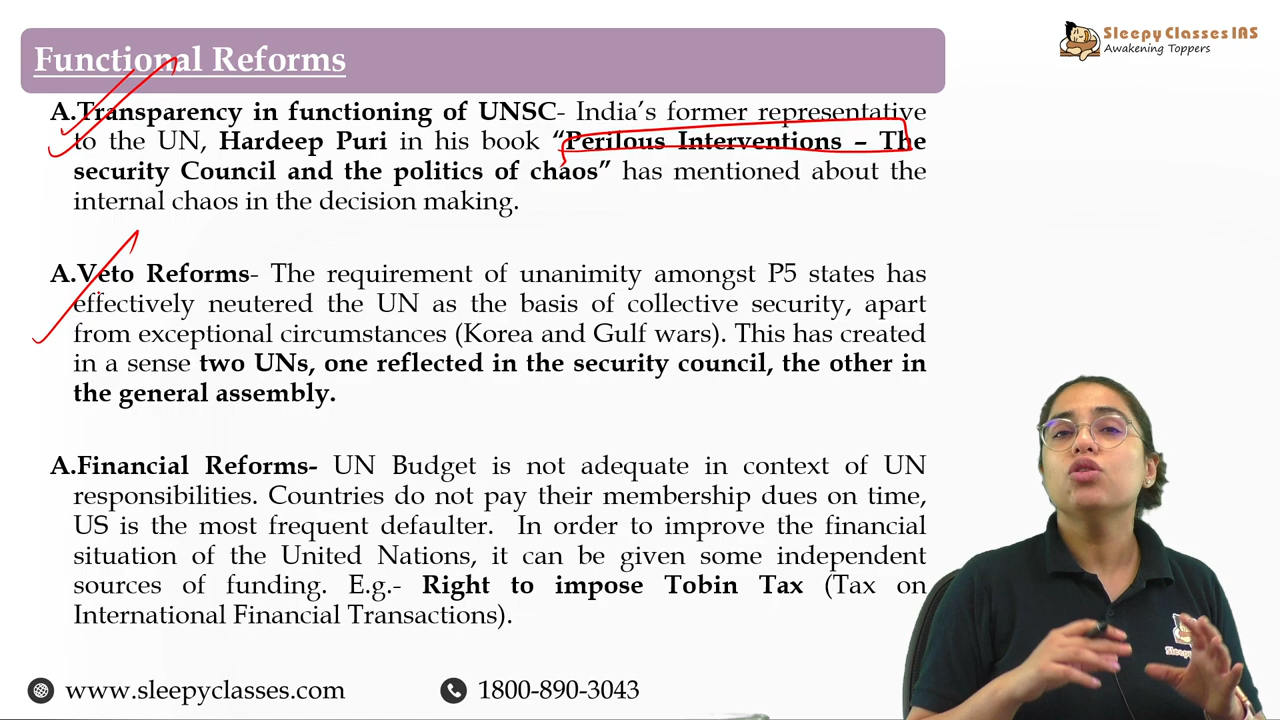 Functional Reforms
Sleepy Classes IAS
Awakening Toppers
A.Transparency in functioning of UNSC- India’s former representative
to the UN, Hardeep Puri in his book “Perilous Interventions – The
security Council and the politics of chaos” has mentioned about the
internal chaos in the decision making.
A.Veto Reforms- The requirement of unanimity amongst P5 states has
effectively neutered the UN as the basis of collective security, apart
from exceptional circumstances (Korea and Gulf wars). This has created
in a sense two UNs, one reflected in the security council, the other in
the general assembly.
A.Financial Reforms- UN Budget is not adequate in context of UN
responsibilities. Countries do not pay their membership dues on time,
US is the most frequent defaulter. In order to improve the financial
situation of the United Nations, it can be given some independent
sources of funding. E.g.- Right to impose Tobin Tax (Tax on
International Financial Transactions).
www.sleepyclasses.com
1800-890-3043